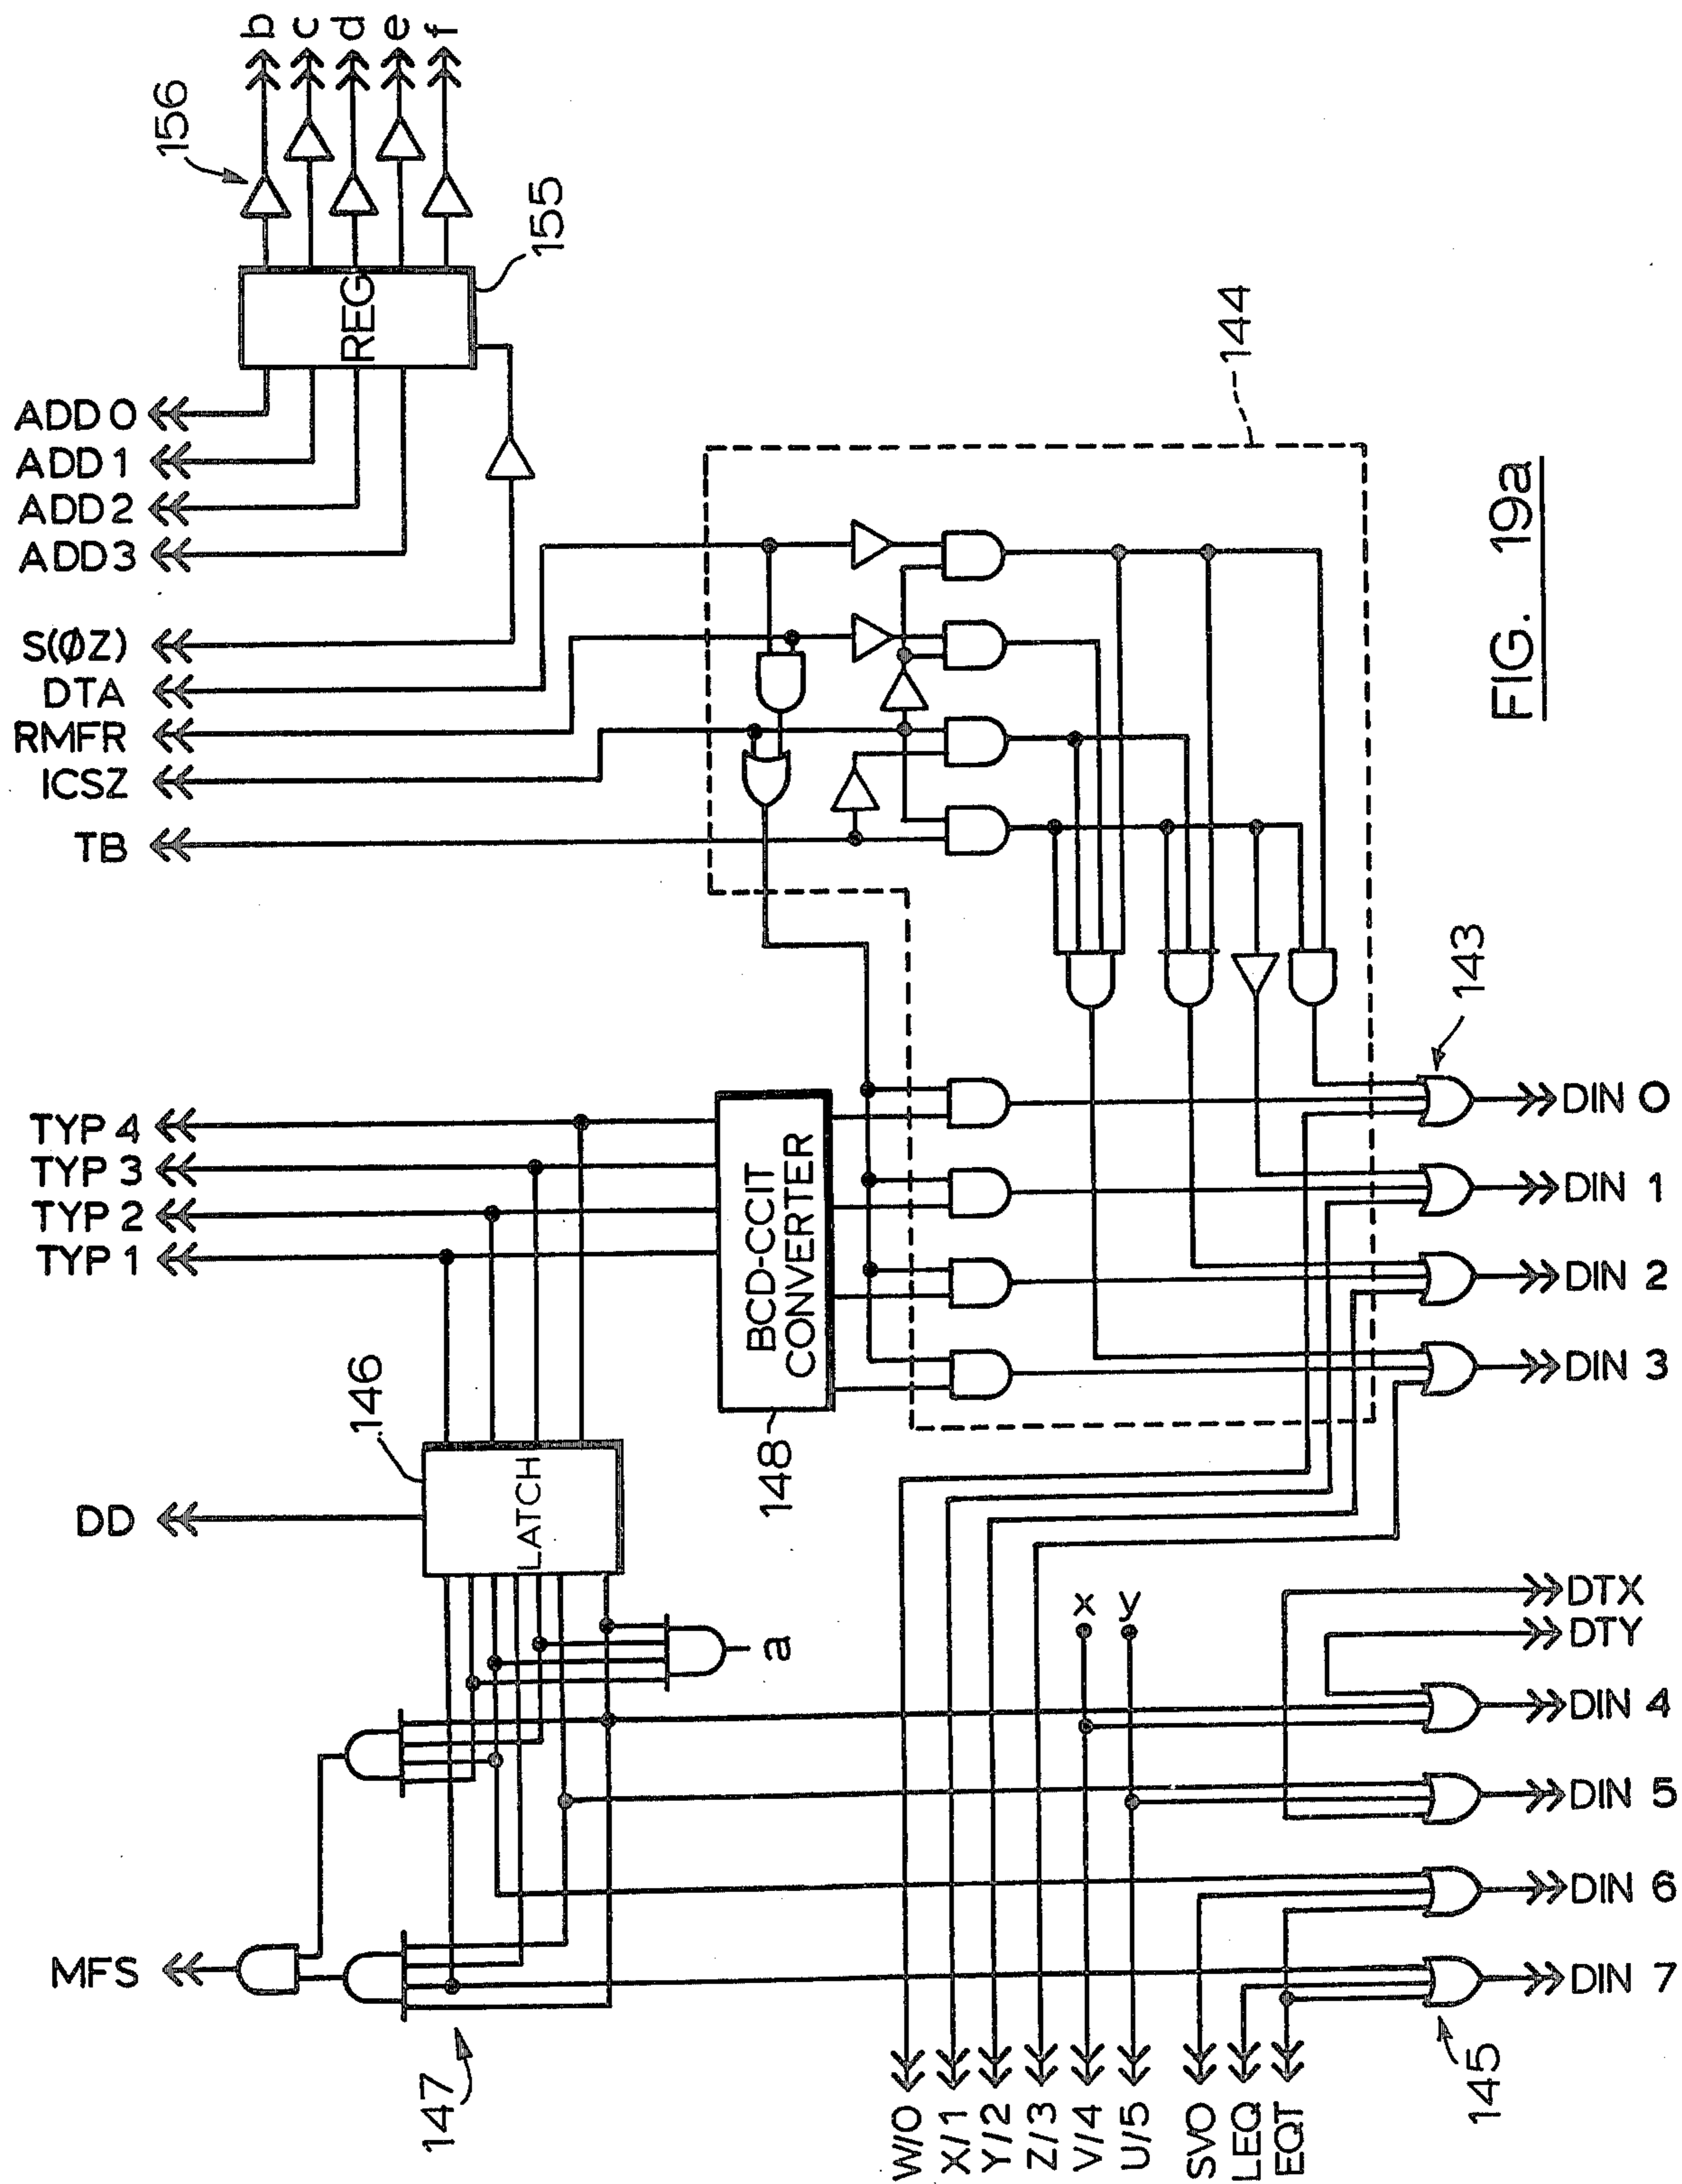 b
c
d
e
f
156
REG
155
ADD 0
ADD 1
ADD 2
ADD 3
S(ØZ)
DTA
RMFR
ICSZ
TB
144
TYP 4
TYP 3
TYP 2
TYP 1
BCD-CCIT
CONVERTER
148
146
LATCH
DD
a
MFS
147
143
DIN 0
DIN 1
DIN 2
DIN 3
x
y
DTX
DTY
DIN 4
DIN 5
DIN 6
DIN 7
145
W/0
X/1
Y/2
Z/3
V/4
U/5
SVO
LEQ
EQT
FIG. 19a